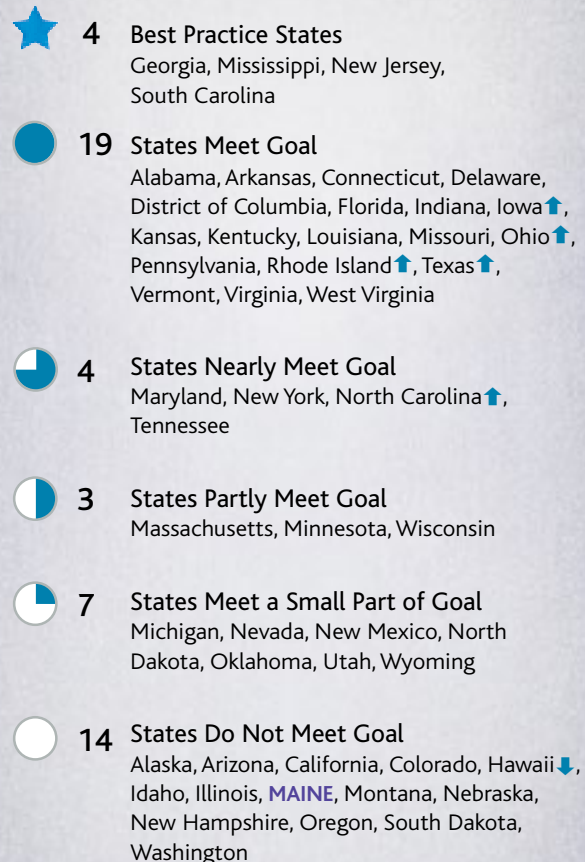 4 Best Practice States
Georgia, Mississippi, New Jersey,
South Carolina
19 States Meet Goal
Alabama, Arkansas, Connecticut, Delaware,
District of Columbia, Florida, Indiana, Iowa⬆,
Kansas, Kentucky, Louisiana, Missouri, Ohio⬆,
Pennsylvania, Rhode Island⬆, Texas⬆,
Vermont, Virginia, West Virginia
4 States Nearly Meet Goal
Maryland, New York, North Carolina⬆,
Tennessee
3 States Partly Meet Goal
Massachusetts, Minnesota, Wisconsin
7 States Meet a Small Part of Goal
Michigan, Nevada, New Mexico, North
Dakota, Oklahoma, Utah, Wyoming
14 States Do Not Meet Goal
Alaska, Arizona, California, Colorado, Hawaii⬇,
Idaho, Illinois, MAINE, Montana, Nebraska,
New Hampshire, Oregon, South Dakota,
Washington